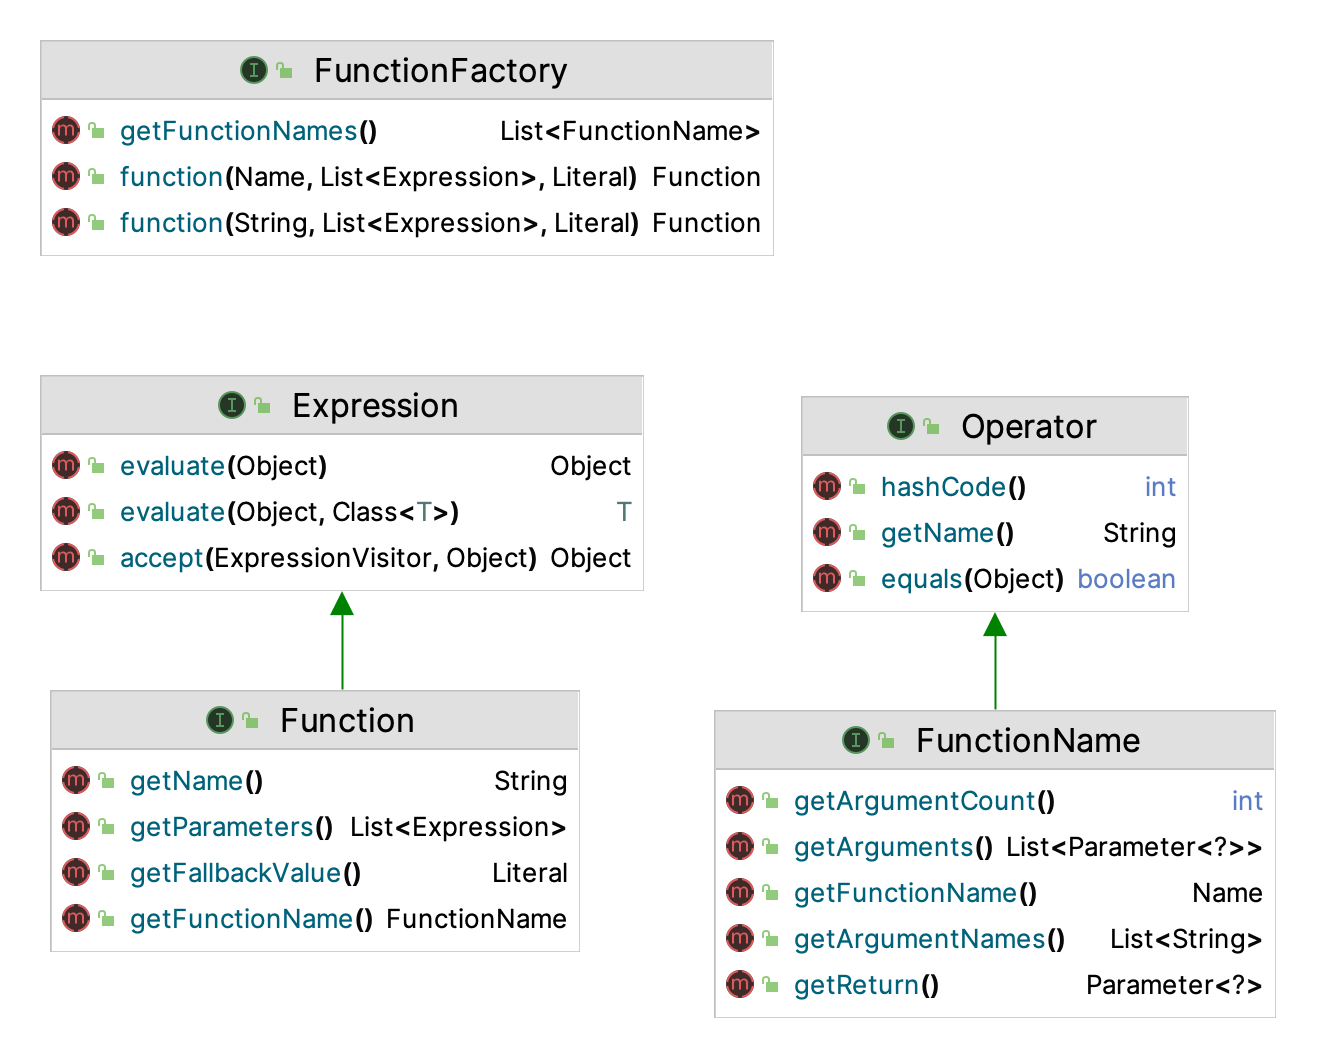 FunctionFactory
getFunctionNames() List<FunctionName>
function(Name, List<Expression>, Literal) Function
function(String, List<Expression>, Literal) Function
Expression
evaluate(Object) Object
evaluate(Object, Class<T>) T
accept(ExpressionVisitor, Object) Object
Operator
hashCode() int
getName() String
equals(Object) boolean
Function
getName() String
getParameters() List<Expression>
getFallbackValue() Literal
getFunctionName() FunctionName
FunctionName
getArgumentCount() int
getArguments() List<Parameter<?>>
getFunctionName() Name
getArgumentNames() List<String>
getReturn() Parameter<?>